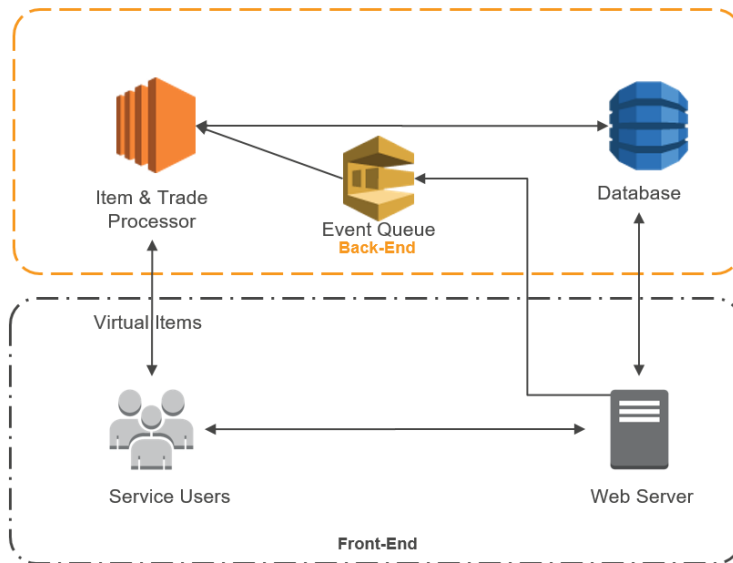 Item & Trade
Processor
Event Queue
Back-End
Database
Virtual Items
Service Users
Web Server
Front-End